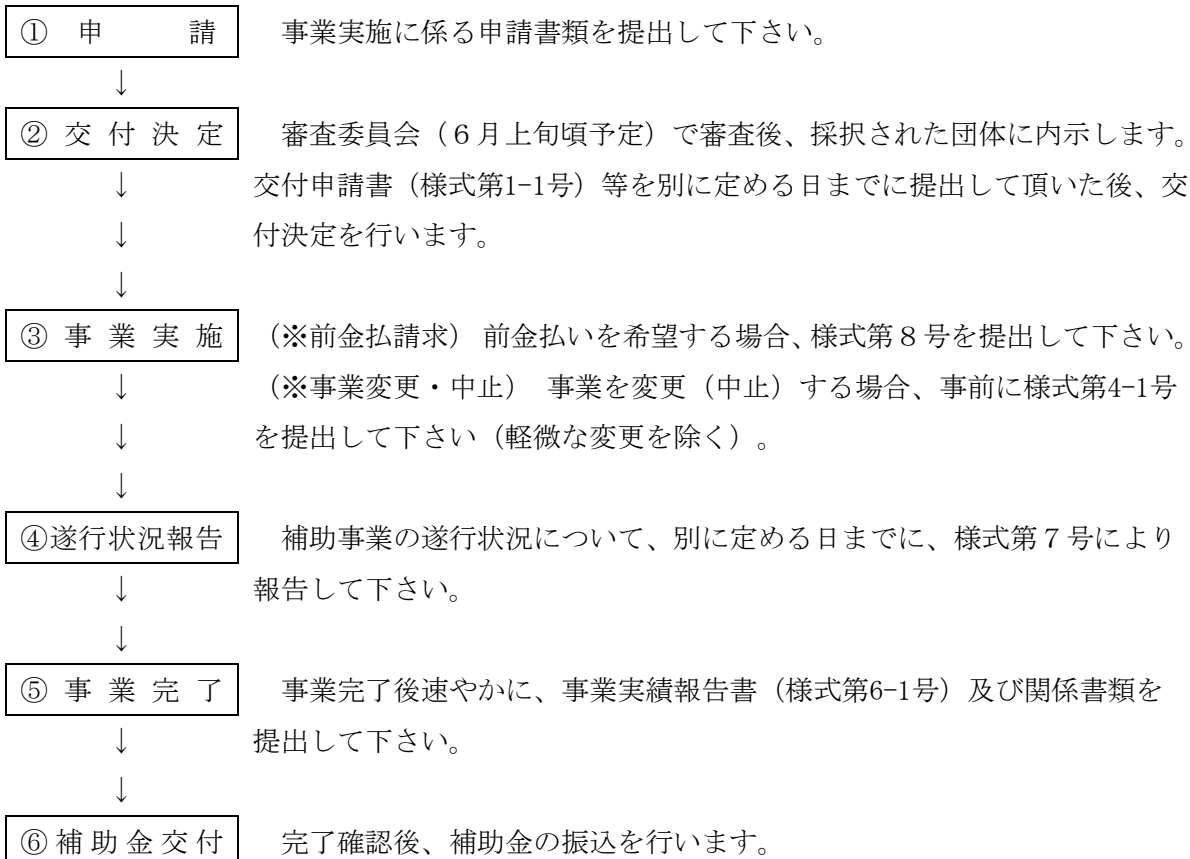 ① 申 請 事業実施に係る申請書類を提出して下さい。
↓
② 交 付 決 定 審査委員会（６月上旬頃予定）で審査後、採択された団体に内示します。
↓ 交付申請書（様式第1-1号）等を別に定める日までに提出して頂いた後、交
↓ 付決定を行います。
↓
③ 事 業 実 施 （※前金払請求） 前金払いを希望する場合、様式第８号を提出して下さい。
↓ （※事業変更・中止） 事業を変更（中止）する場合、事前に様式第4-1号
↓ を提出して下さい（軽微な変更を除く）。
↓
④遂行状況報告 補助事業の遂行状況について、別に定める日までに、様式第７号により
↓ 報告して下さい。
↓
⑤ 事 業 完 了 事業完了後速やかに、事業実績報告書（様式第6-1号）及び関係書類を
↓ 提出して下さい。
↓
⑥ 補 助 金 交 付 完了確認後、補助金の振込を行います。